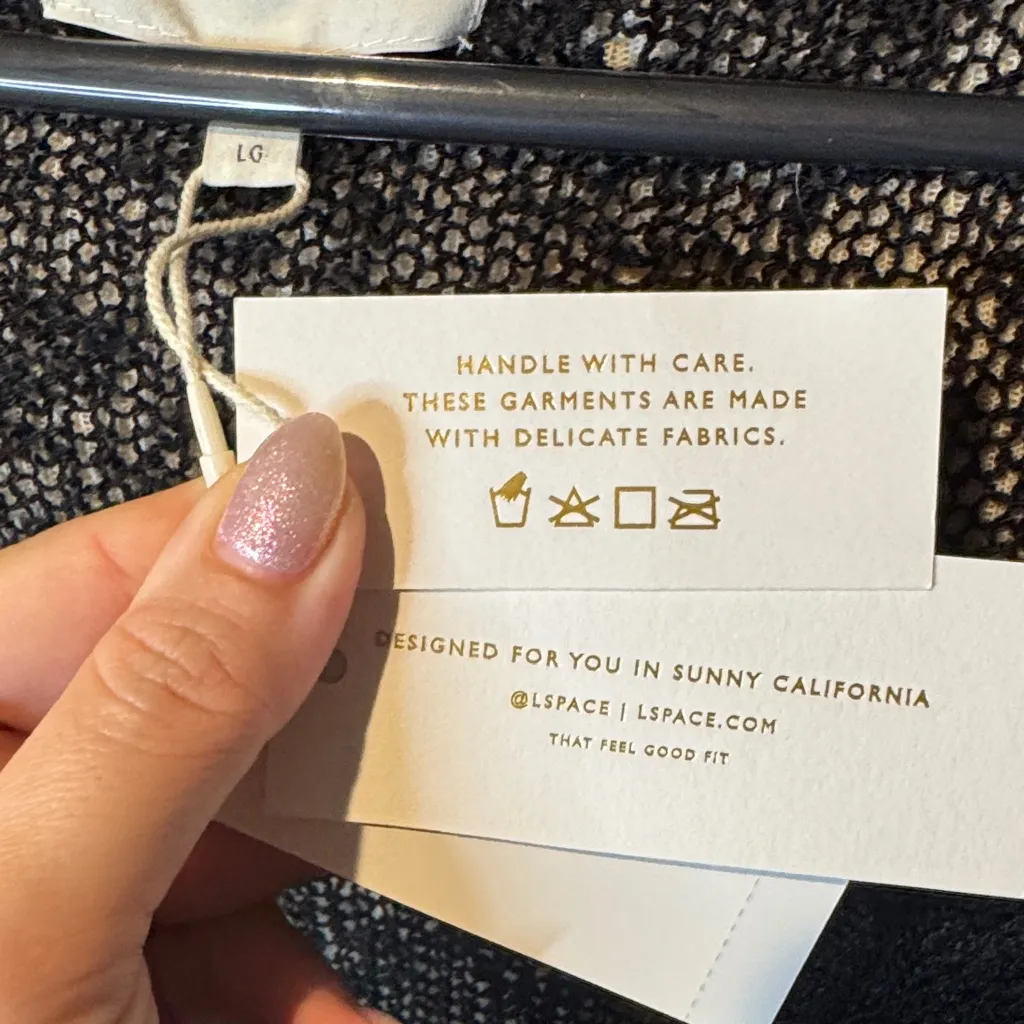 LG
HANDLE WITH CARE.
THESE GARMENTS ARE MADE
WITH DELICATE FABRICS.
DESIGNED FOR YOU IN SUNNY CALIFORNIA
@LSPACE | LSPACE.COM
THAT FEEL GOOD FIT